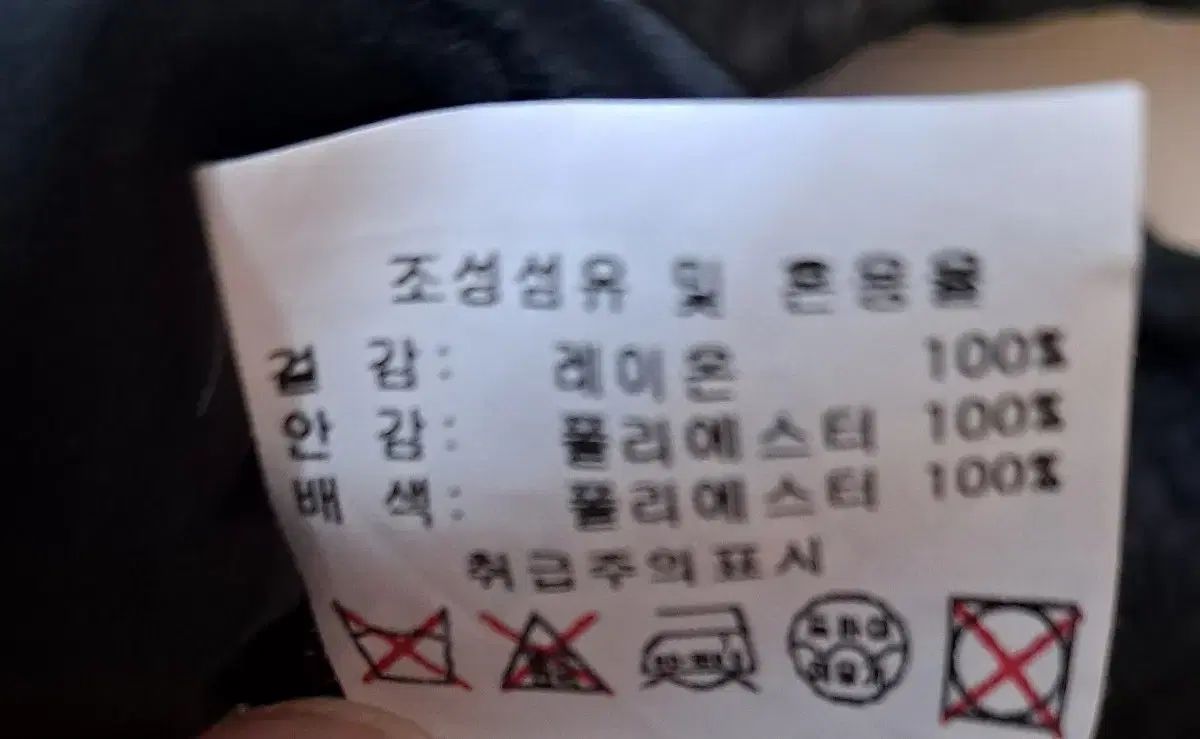 조성섬유 및 혼용율
겉 감: 레이온 100%
안 감: 폴리에스터 100%
배 색: 폴리에스터 100%
취급주의표시